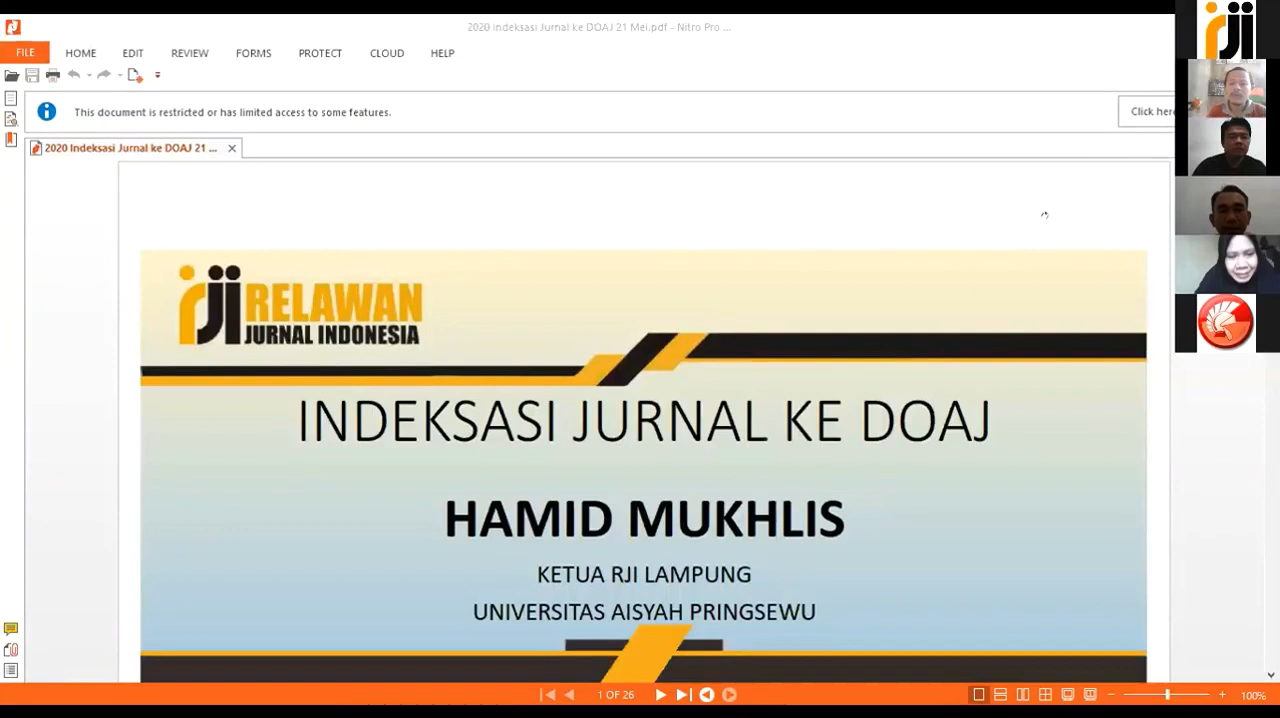 2020 Indeksasi Jurnal ke DOAJ 21 Mei.pdf - Nitro Pro ...
FILE HOME EDIT REVIEW FORMS PROTECT CLOUD HELP
This document is restricted or has limited access to some features.
Click here
2020 Indeksasi Jurnal ke DOAJ 21 ...
rji
rji RELAWAN
JURNAL INDONESIA
INDEKSASI JURNAL KE DOAJ
HAMID MUKHLIS
KETUA RJI LAMPUNG
UNIVERSITAS AISYAH PRINGSEWU
1 OF 26
100%